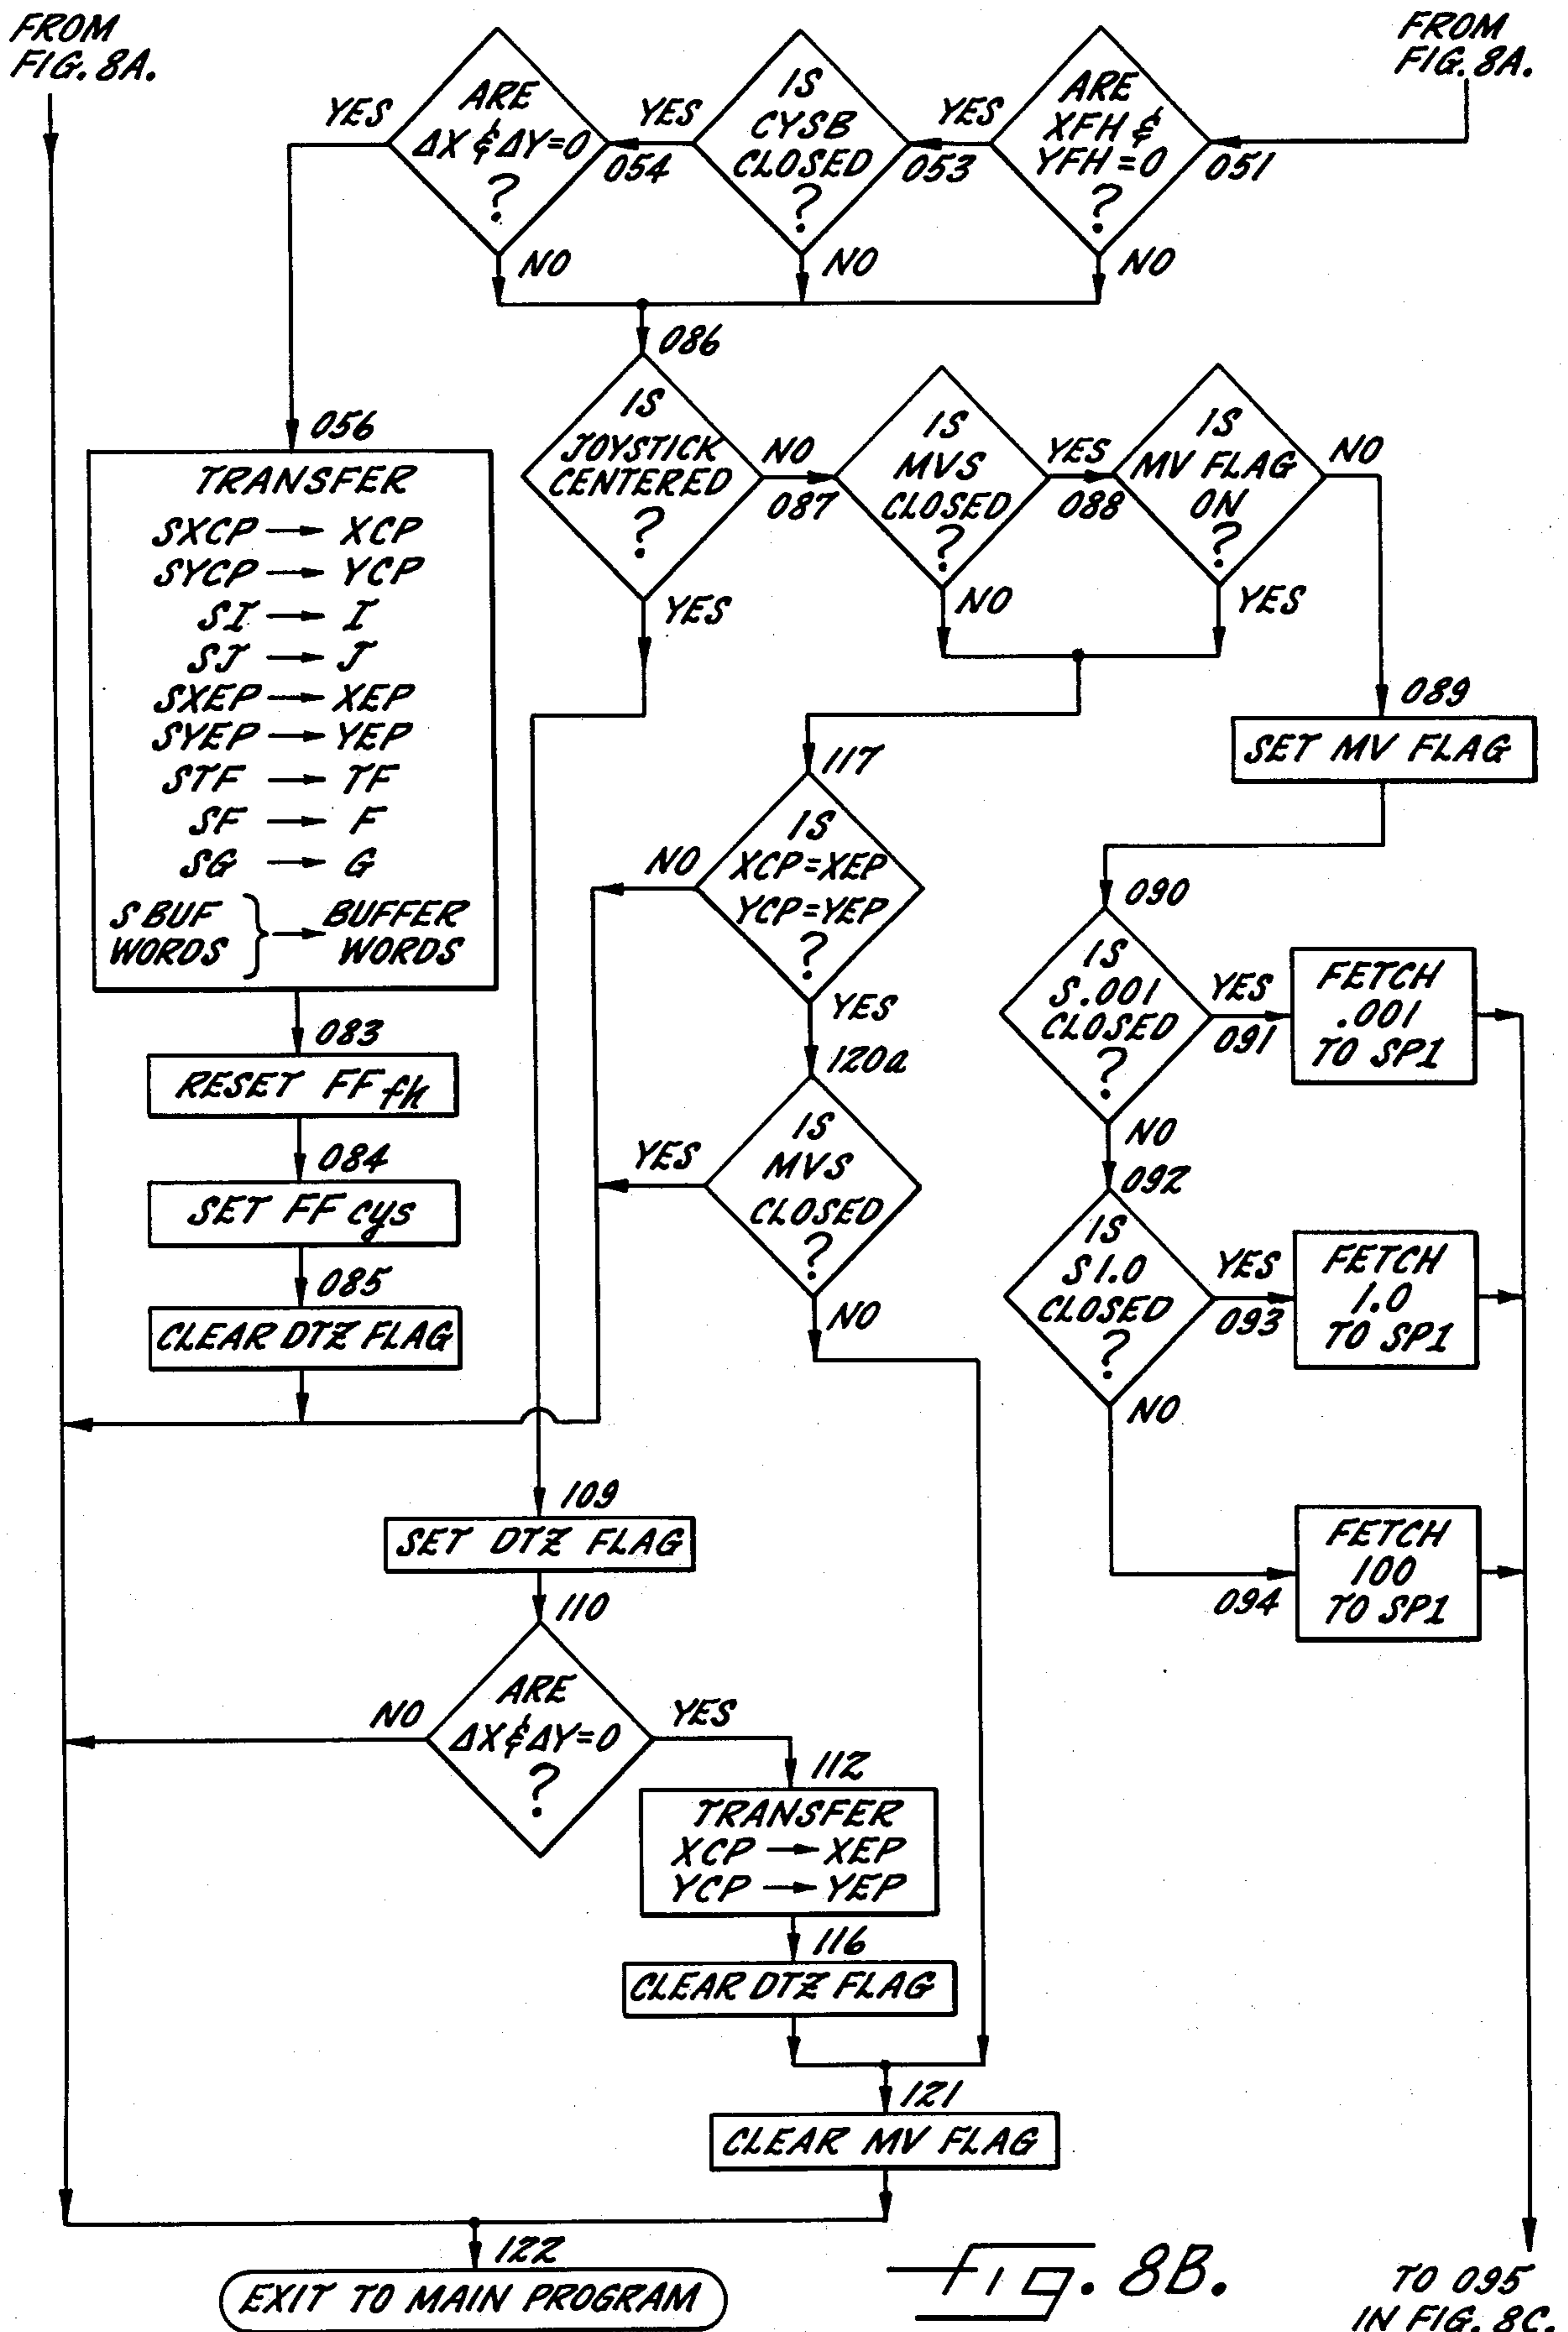 FROM
FIG. 8A.
FROM
FIG. 8A.
YES
ARE
ΔX & ΔY=0
?
YES
054
IS
CYSB
CLOSED
?
YES
053
ARE
XFH &
YFH=0
?
051
NO
NO
NO
086
056
TRANSFER
SXCP → XCP
SYCP → YCP
SI → I
SJ → J
SXEP → XEP
SYEP → YEP
STF → TF
SF → F
SG → G
S BUF WORDS } → BUFFER WORDS
IS
JOYSTICK
CENTERED
?
NO
087
IS
MVS
CLOSED
?
YES
088
IS
MV FLAG
ON
?
NO
YES
NO
YES
089
SET MV FLAG
117
IS
XCP=XEP
YCP=YEP
?
NO
YES
090
IS
S.001
CLOSED
?
YES
091
FETCH
.001
TO SP1
NO
083
RESET FF fh
120a
084
SET FF cys
IS
MVS
CLOSED
?
YES
NO
092
IS
S1.0
CLOSED
?
YES
093
FETCH
1.0
TO SP1
NO
085
CLEAR DTZ FLAG
109
SET DTZ FLAG
094
FETCH
100
TO SP1
110
ARE
ΔX&ΔY=0
?
NO
YES
112
TRANSFER
XCP → XEP
YCP → YEP
116
CLEAR DTZ FLAG
121
CLEAR MV FLAG
122
EXIT TO MAIN PROGRAM
Fig. 8B.
TO 095
IN FIG. 8C.